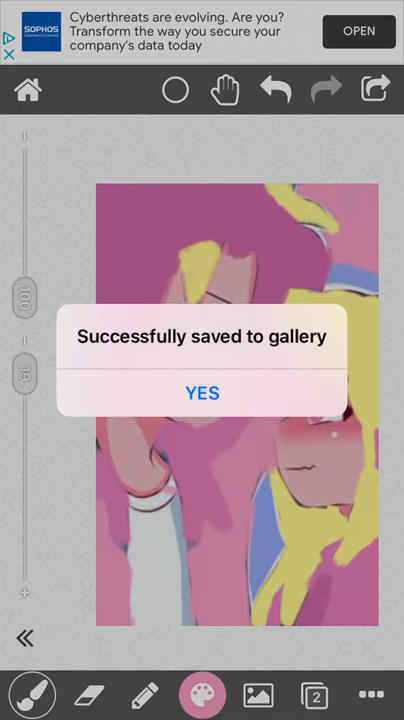 SOPHOS
Cyberthreats are evolving. Are you?
Transform the way you secure your
company's data today
OPEN
100
19
Successfully saved to gallery
YES
2